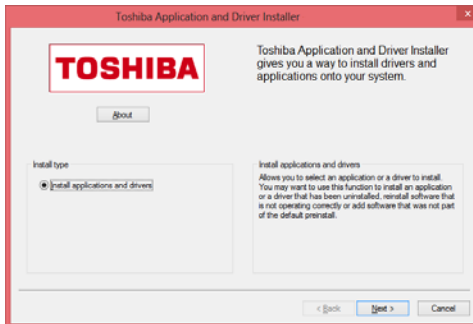 Toshiba Application and Driver Installer
x
TOSHIBA
Toshiba Application and Driver Installer
gives you a way to install drivers and
applications onto your system.
About
Install type
Install applications and drivers
Install applications and drivers
Allows you to select an application or a driver to install.
You may want to use this function to install an application
or a driver that has been uninstalled, reinstall software that
is not operating correctly or add software that was not part
of the default preinstall.
< Back
Next >
Cancel